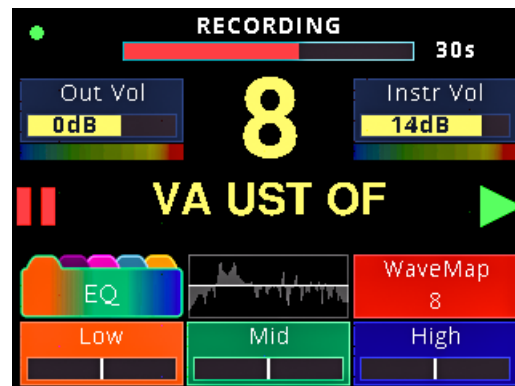 RECORDING
30s
Out Vol
0dB
8
Instr Vol
14dB
VA UST OF
EQ
WaveMap
8
Low
Mid
High